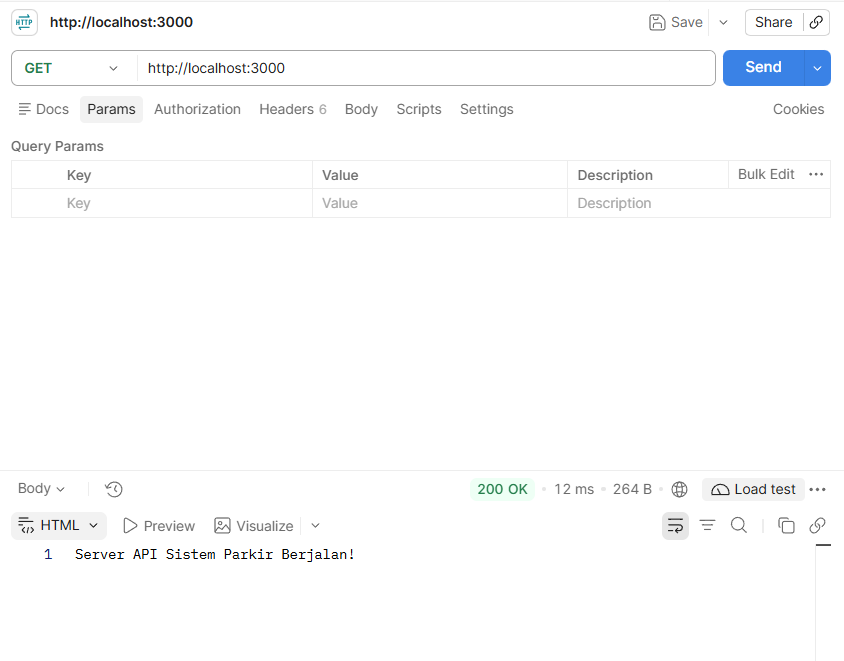 HTTP http://localhost:3000 Save Share
GET http://localhost:3000 Send
Docs Params Authorization Headers 6 Body Scripts Settings Cookies
Query Params
Key Value Description Bulk Edit
Key Value Description
Body 200 OK 12 ms 264 B Load test
HTML Preview Visualize
1 Server API Sistem Parkir Berjalan!